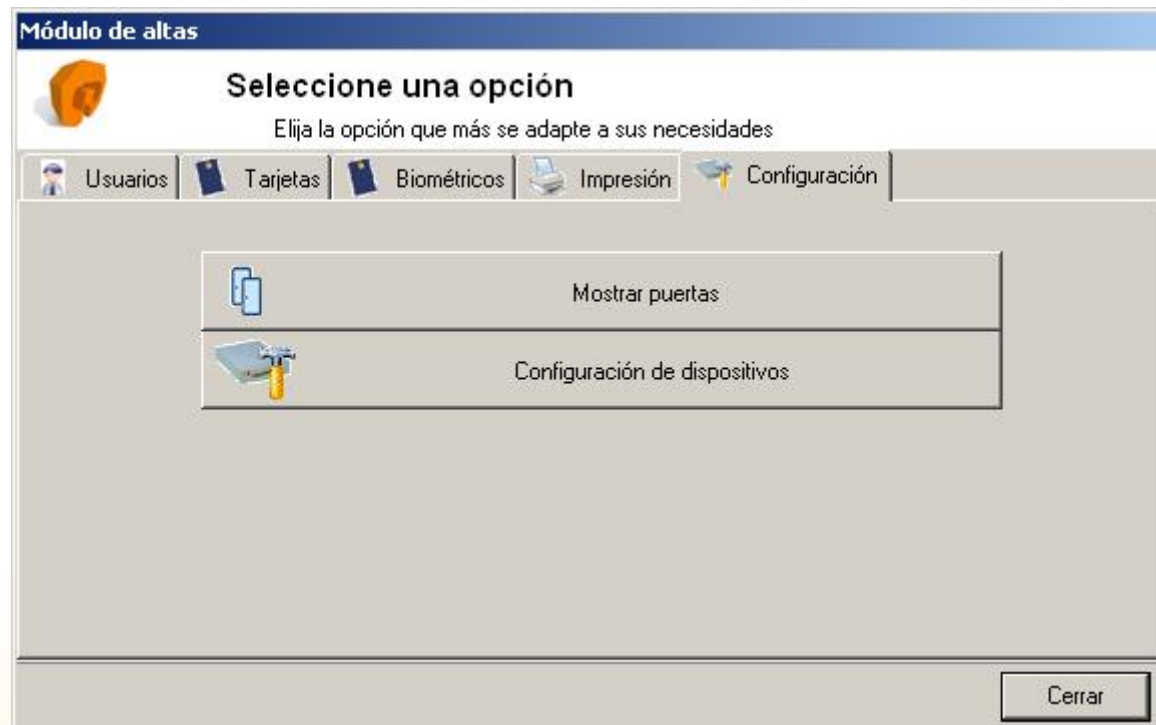 Módulo de altas
Seleccione una opción
Elija la opción que más se adapte a sus necesidades
Usuarios Tarjetas Biométricos Impresión Configuración
Mostrar puertas
Configuración de dispositivos
Cerrar